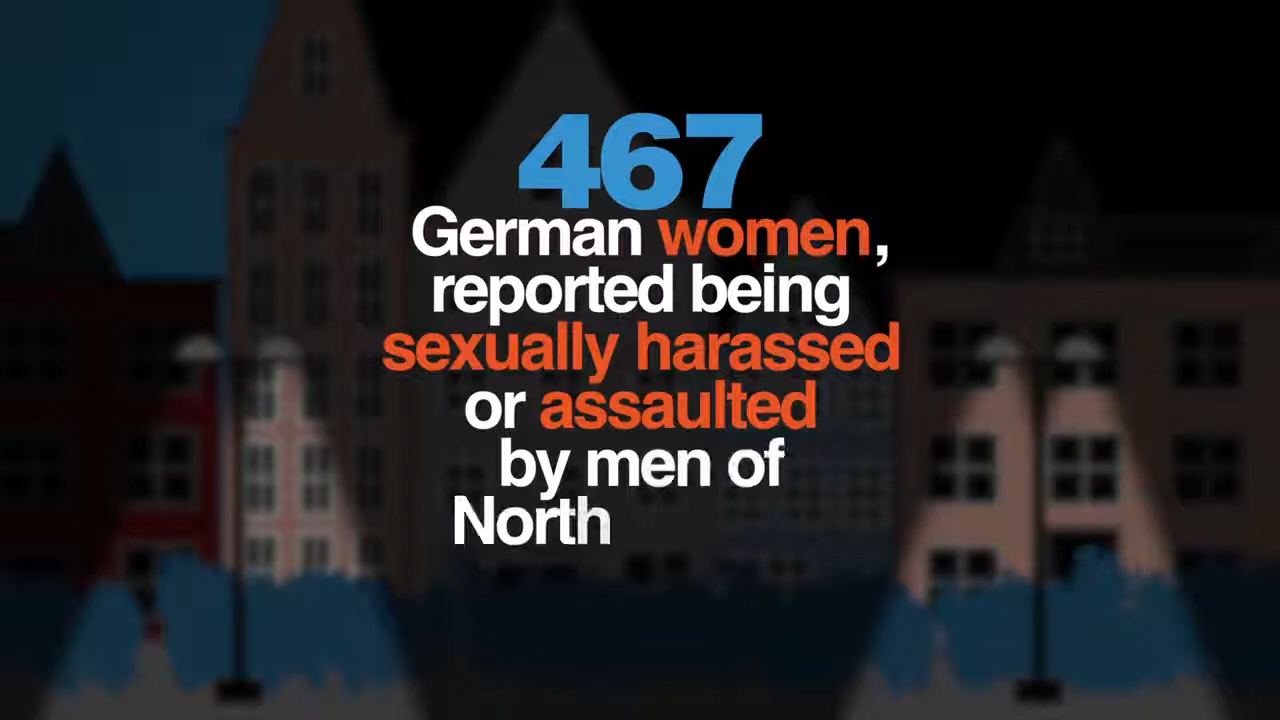 467
German women,
reported being
sexually harassed
or assaulted
by men of
North